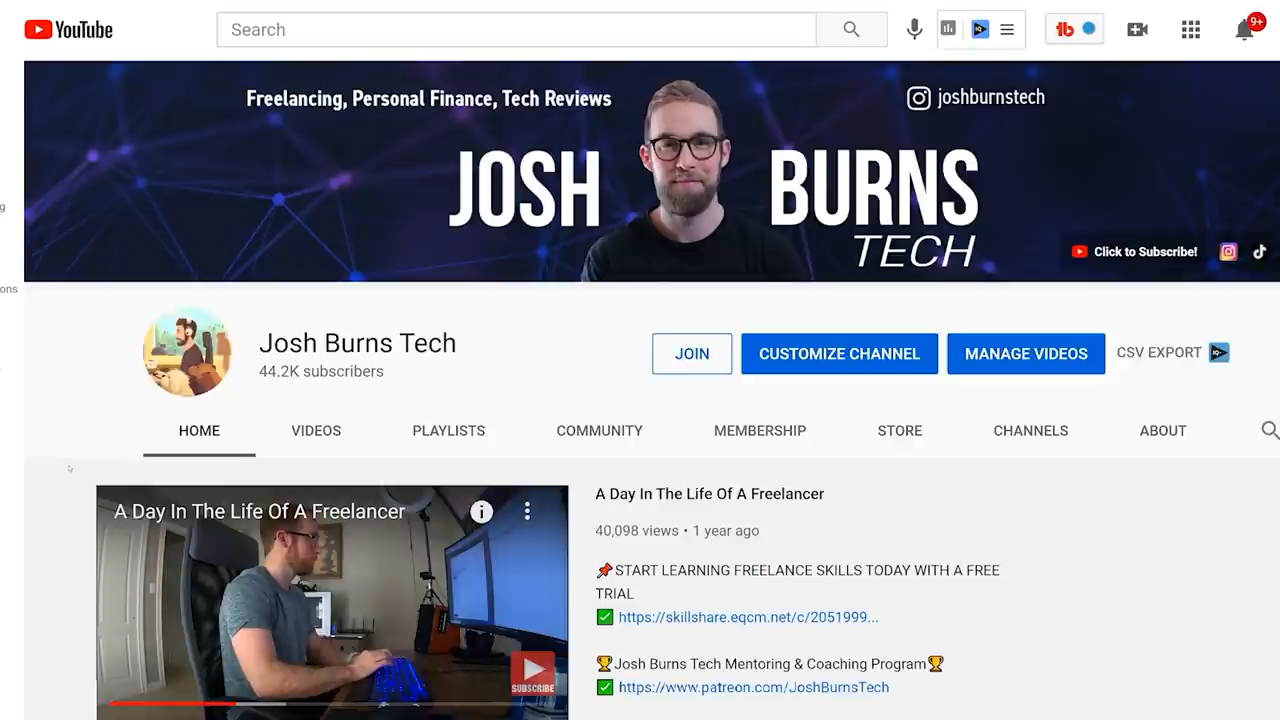 YouTube
Search
9+
Freelancing, Personal Finance, Tech Reviews
joshburnstech
JOSH BURNS
TECH
Click to Subscribe!
g
ons
Josh Burns Tech
44.2K subscribers
JOIN
CUSTOMIZE CHANNEL
MANAGE VIDEOS
CSV EXPORT
HOME
VIDEOS
PLAYLISTS
COMMUNITY
MEMBERSHIP
STORE
CHANNELS
ABOUT
A Day In The Life Of A Freelancer
SUBSCRIBE
A Day In The Life Of A Freelancer
40,098 views • 1 year ago
📌START LEARNING FREELANCE SKILLS TODAY WITH A FREE
TRIAL
✅ https://skillshare.eqcm.net/c/2051999...
🏆Josh Burns Tech Mentoring & Coaching Program🏆
✅ https://www.patreon.com/JoshBurnsTech